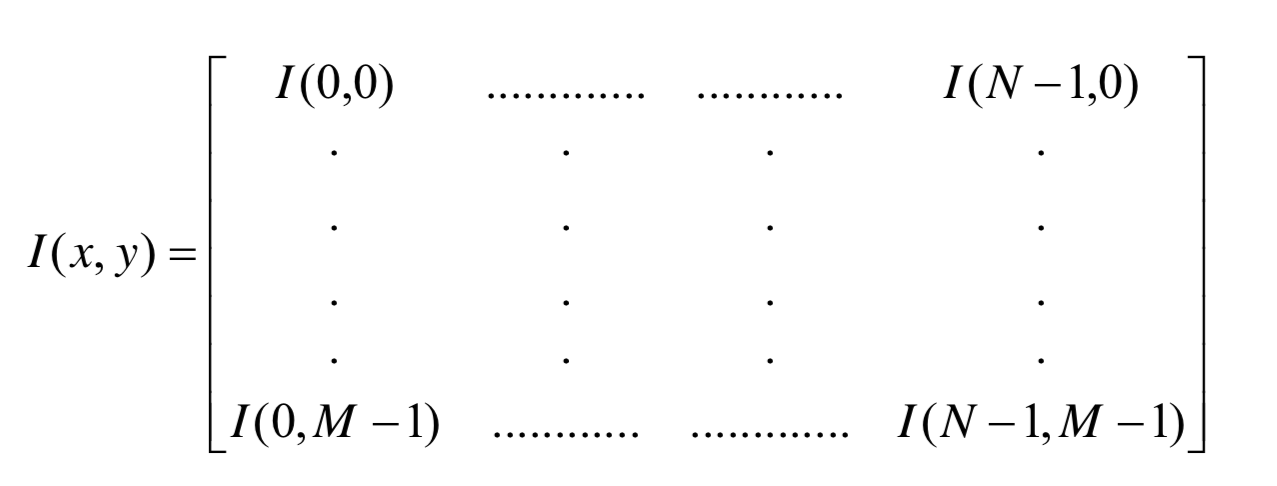 I(0,0) ............. ............ I(N−1,0)
. . . .
. . . .
I(x, y) =
. . . .
. . . .
I(0, M −1) ............ ............. I(N −1, M −1)